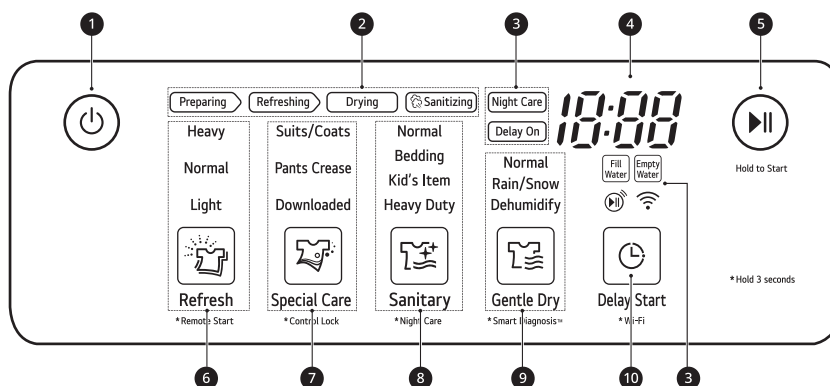 1
2
3
4
5
Preparing
Refreshing
Drying
Sanitizing
Night Care
Delay On
18:88
Heavy
Normal
Light
Refresh
*Remote Start
Suits/Coats
Pants Crease
Downloaded
Special Care
*Control Lock
Normal
Bedding
Kid's Item
Heavy Duty
Sanitary
*Night Care
Normal
Rain/Snow
Dehumidify
Gentle Dry
*Smart Diagnosis™
Fill
Water
Empty
Water
Delay Start
*Wi-Fi
Hold to Start
*Hold 3 seconds
6
7
8
9
10
3